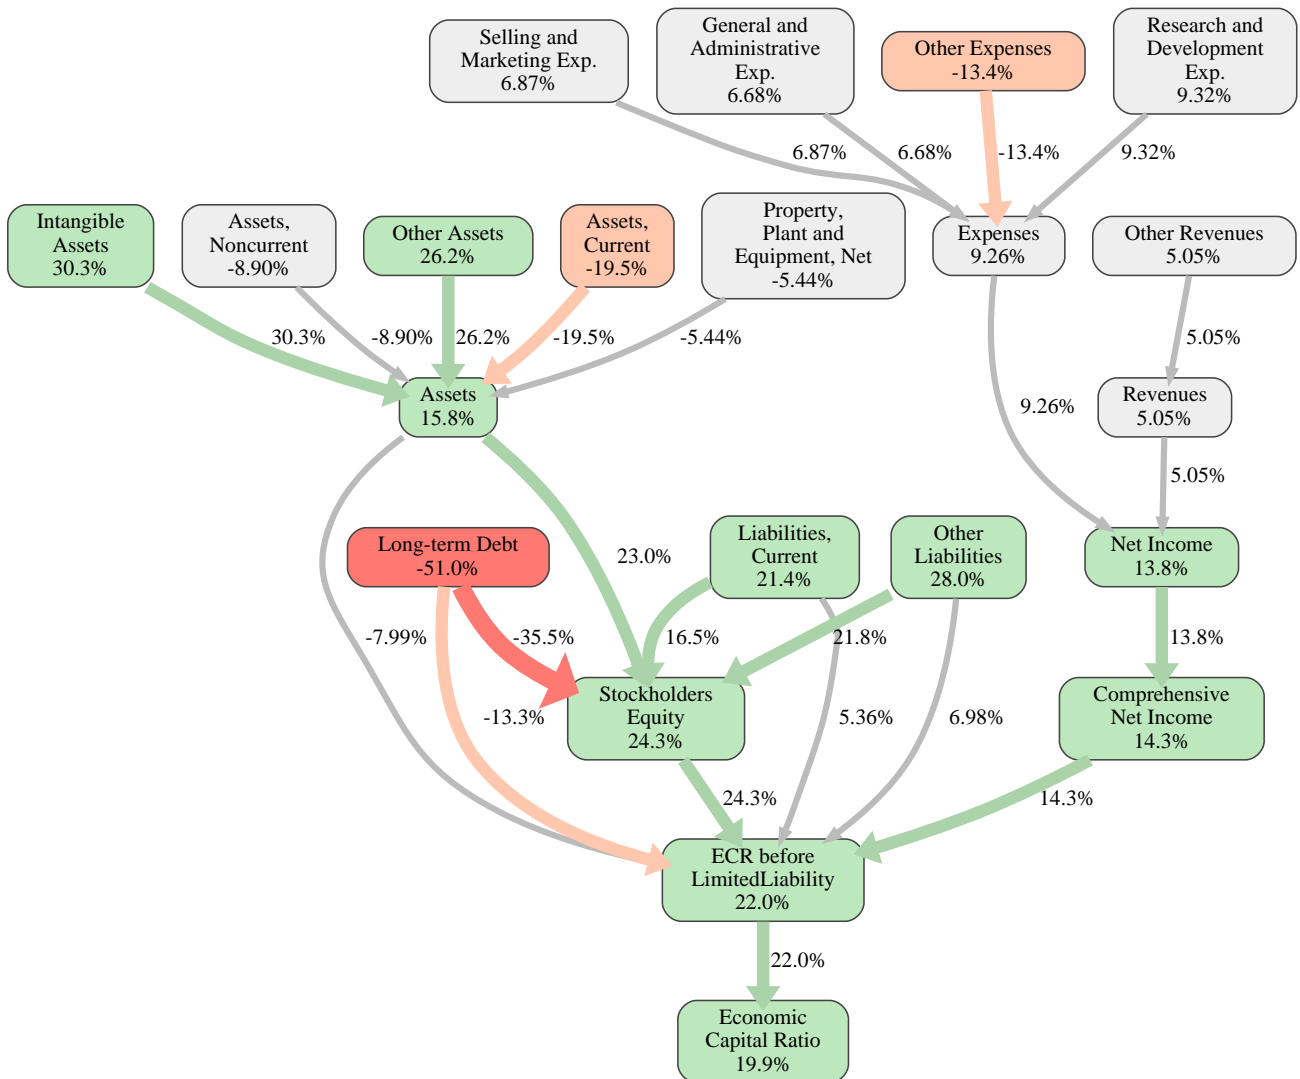 Selling and
Marketing Exp.
6.87%
General and
Administrative
Exp.
6.68%
Other Expenses
-13.4%
Research and
Development
Exp.
9.32%
6.87%
6.68%
-13.4%
9.32%
Intangible
Assets
30.3%
Assets,
Noncurrent
-8.90%
Other Assets
26.2%
Assets,
Current
-19.5%
Property,
Plant and
Equipment, Net
-5.44%
Expenses
9.26%
Other Revenues
5.05%
30.3%
-8.90%
26.2%
-19.5%
-5.44%
5.05%
Assets
15.8%
9.26%
Revenues
5.05%
5.05%
Long-term Debt
-51.0%
23.0%
Liabilities,
Current
21.4%
Other
Liabilities
28.0%
Net Income
13.8%
-7.99%
-35.5%
16.5%
21.8%
13.8%
-13.3%
Stockholders
Equity
24.3%
5.36%
6.98%
Comprehensive
Net Income
14.3%
24.3%
14.3%
ECR before
LimitedLiability
22.0%
22.0%
Economic
Capital Ratio
19.9%